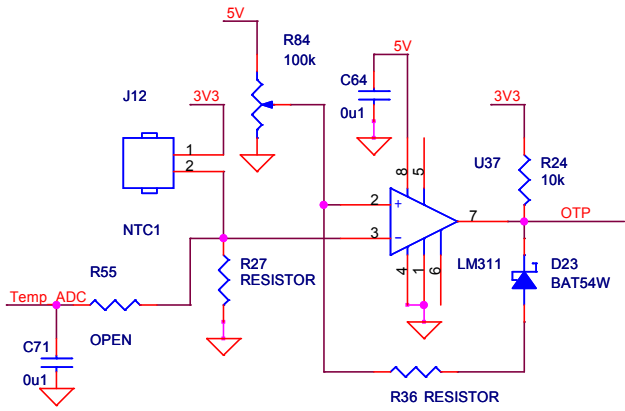 5V
R84
100k
5V
C64
0u1
J12
3V3
3V3
1
2
8
5
U37
R24
10k
2
+
7
OTP
3
-
NTC1
R27
RESISTOR
LM311
D23
BAT54W
4
1
6
R55
Temp_ADC
OPEN
C71
0u1
R36 RESISTOR